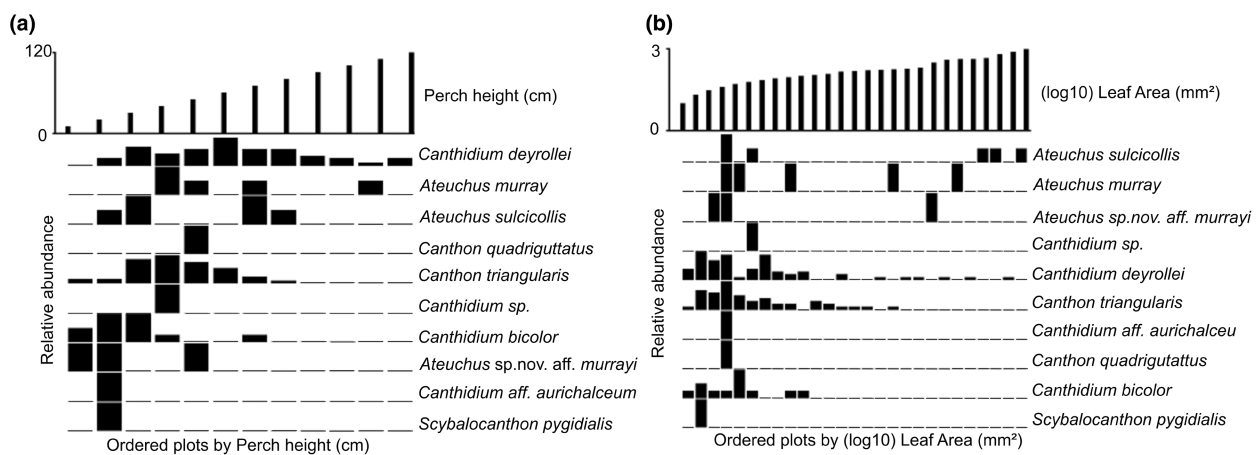 (a)
120
0
Perch height (cm)
Relative abundance
Canthidium deyrollei
Ateuchus murray
Ateuchus sulcicollis
Canthon quadriguttatus
Canthon triangularis
Canthidium sp.
Canthidium bicolor
Ateuchus sp.nov. aff. murrayi
Canthidium aff. aurichalceum
Scybalocanthon pygidialis
Ordered plots by Perch height (cm)
(b)
3
0
(log10) Leaf Area (mm²)
Relative abundance
Ateuchus sulcicollis
Ateuchus murray
Ateuchus sp.nov. aff. murrayi
Canthidium sp.
Canthidium deyrollei
Canthon triangularis
Canthidium aff. aurichalceu
Canthon quadrigutattus
Canthidium bicolor
Scybalocanthon pygidialis
Ordered plots by (log10) Leaf Area (mm²)